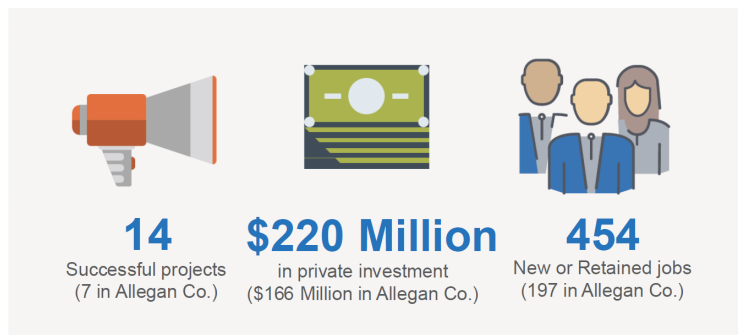 14
Successful projects
(7 in Allegan Co.)
$220 Million
in private investment
($166 Million in Allegan Co.)
454
New or Retained jobs
(197 in Allegan Co.)